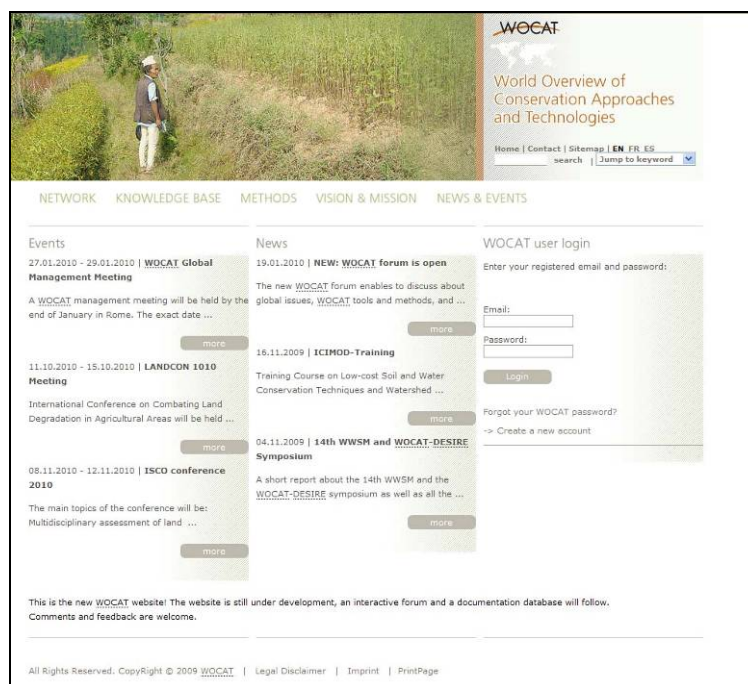 WOCAT
World Overview of
Conservation Approaches
and Technologies
Home | Contact | Sitemap | EN FR ES
search | Jump to keyword
NETWORK KNOWLEDGE BASE METHODS VISION & MISSION NEWS & EVENTS
Events
27.01.2010 - 29.01.2010 | WOCAT Global
Management Meeting
A WOCAT management meeting will be held by the
end of January in Rome. The exact date ...
more
11.10.2010 - 15.10.2010 | LANDCON 1010
Meeting
International Conference on Combating Land
Degradation in Agricultural Areas will be held ...
more
08.11.2010 - 12.11.2010 | ISCO conference
2010
The main topics of the conference will be:
Multidisciplinary assessment of land ...
more
News
19.01.2010 | NEW: WOCAT forum is open
The new WOCAT forum enables to discuss about
global issues, WOCAT tools and methods, and ...
more
16.11.2009 | ICIMOD-Training
Training Course on Low-cost Soil and Water
Conservation Techniques and Watershed ...
more
04.11.2009 | 14th WWSM and WOCAT-DESIRE
Symposium
A short report about the 14th WWSM and the
WOCAT-DESIRE symposium as well as all the ...
more
WOCAT user login
Enter your registered email and password:
Email:
Password:
Login
Forgot your WOCAT password?
-> Create a new account
This is the new WOCAT website! The website is still under development, an interactive forum and a documentation database will follow.
Comments and feedback are welcome.
All Rights Reserved. CopyRight © 2009 WOCAT | Legal Disclaimer | Imprint | PrintPage